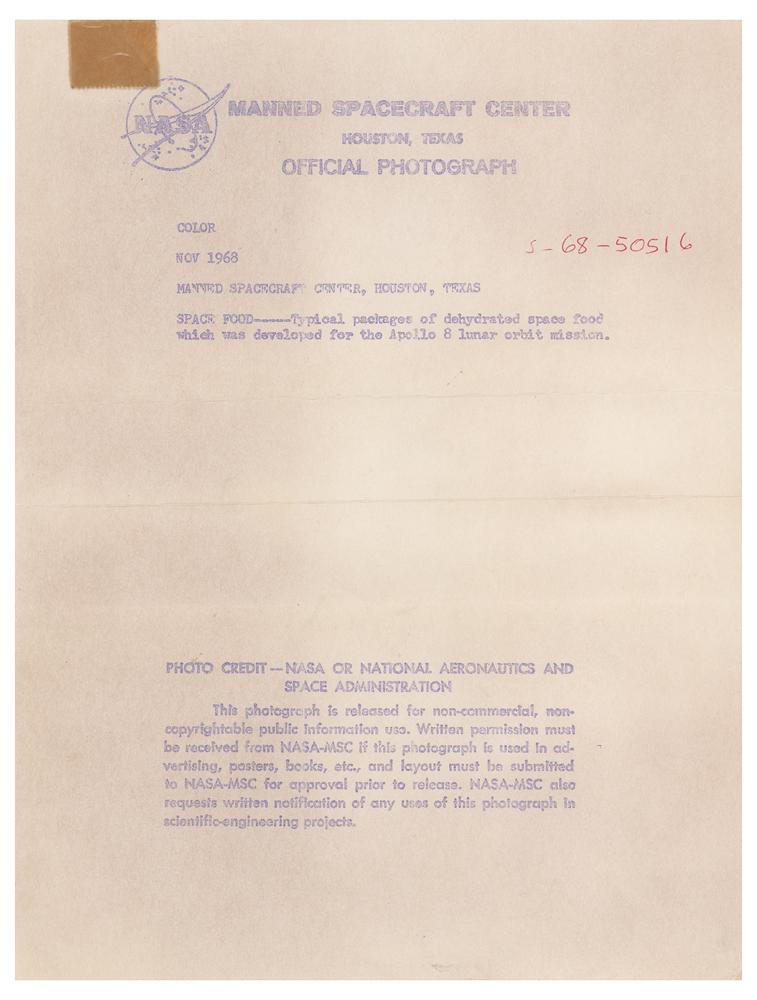 NASA
MANNED SPACECRAFT CENTER
HOUSTON, TEXAS
OFFICIAL PHOTOGRAPH
COLOR
S-68-50516
NOV 1968
MANNED SPACECRAFT CENTER, HOUSTON, TEXAS
SPACE FOOD-----Typical packages of dehydrated space food
which was developed for the Apollo 8 lunar orbit mission.
PHOTO CREDIT—NASA OR NATIONAL AERONAUTICS AND
SPACE ADMINISTRATION
This photograph is released for non-commercial, non-
copyrightable public information use. Written permission must
be received from NASA-MSC if this photograph is used in ad-
vertising, posters, books, etc., and layout must be submitted
to NASA-MSC for approval prior to release. NASA-MSC also
requests written notification of any uses of this photograph in
scientific-engineering projects.